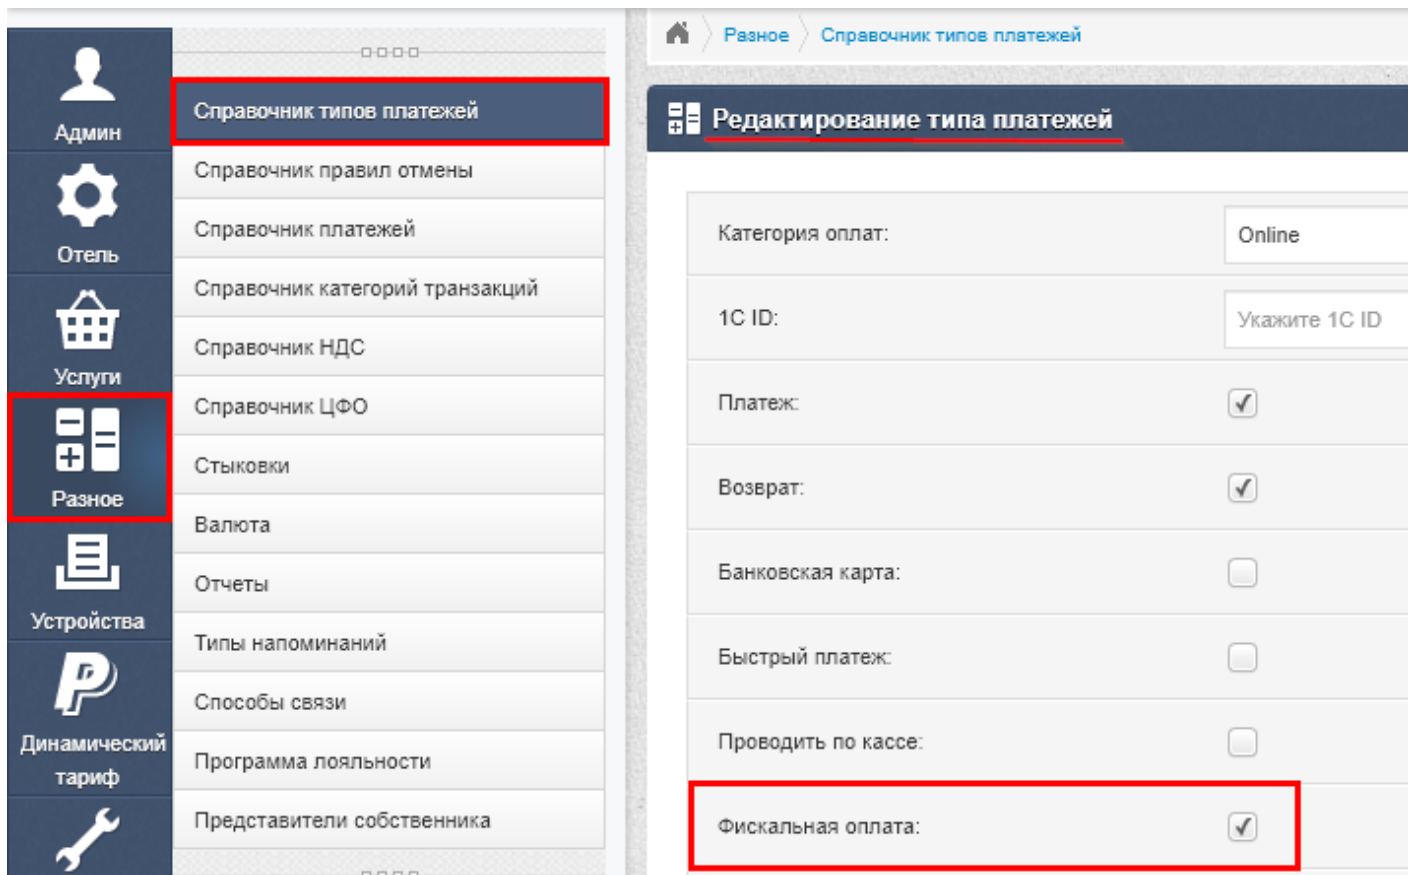 Админ
Отель
Услуги
Разное
Устройства
Динамический
тариф
Справочник типов платежей
Справочник правил отмены
Справочник платежей
Справочник категорий транзакций
Справочник НДС
Справочник ЦФО
Стыковки
Валюта
Отчеты
Типы напоминаний
Способы связи
Программа лояльности
Представители собственника
Разное Справочник типов платежей
Редактирование типа платежей
Категория оплат: Online
1C ID: Укажите 1C ID
Платеж:
Возврат:
Банковская карта:
Быстрый платеж:
Проводить по кассе:
Фискальная оплата: